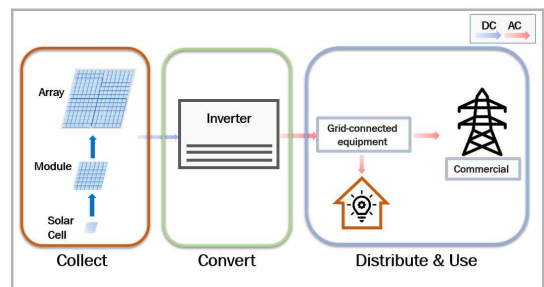 DC AC
Array
Module
Solar
Cell
Inverter
Grid-connected
equipment
Commercial
Collect
Convert
Distribute & Use